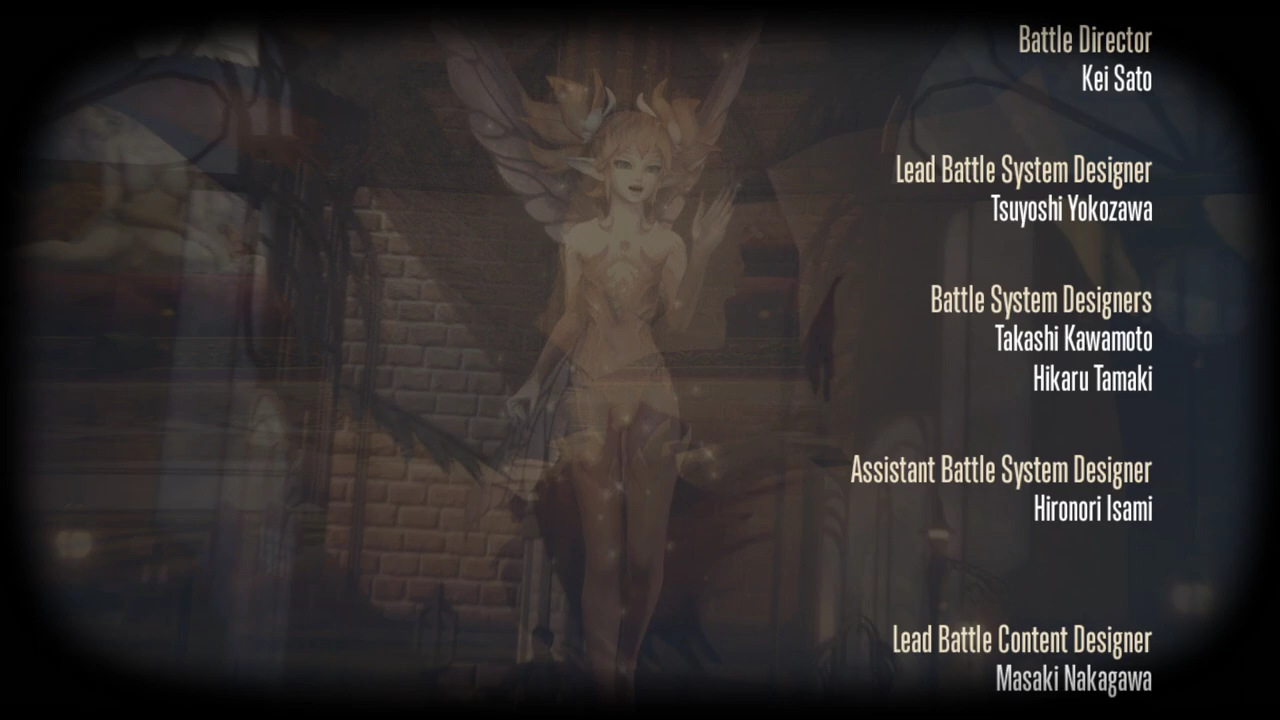 Battle Director
Kei Sato
Lead Battle System Designer
Tsuyoshi Yokozawa
Battle System Designers
Takashi Kawamoto
Hikaru Tamaki
Assistant Battle System Designer
Hironori Isami
Lead Battle Content Designer
Masaki Nakagawa